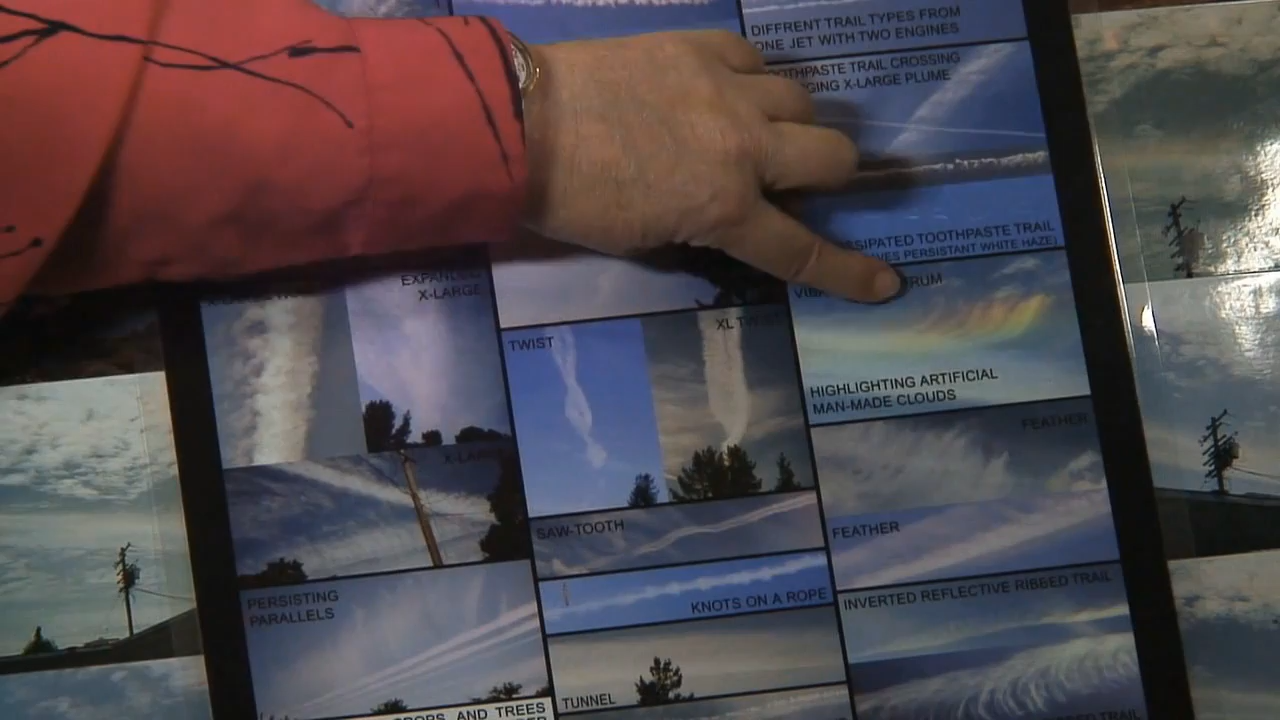 DIFFRENT TRAIL TYPES FROM
ONE JET WITH TWO ENGINES
TRAIL CROSSING
X-LARGE PLUME
TOOTHPASTE TRAIL
PERSISTANT WHITE HAZE)
HIGHLIGHTING ARTIFICIAL
MAN-MADE CLOUDS
FEATHER
FEATHER
INVERTED REFLECTIVE RIBBED TRAIL
EXPANDED
X-LARGE
X-LARGE
PERSISTING
PARALLELS
AND TREES
TWIST
XL
SAW-TOOTH
KNOTS ON A ROPE
TUNNEL